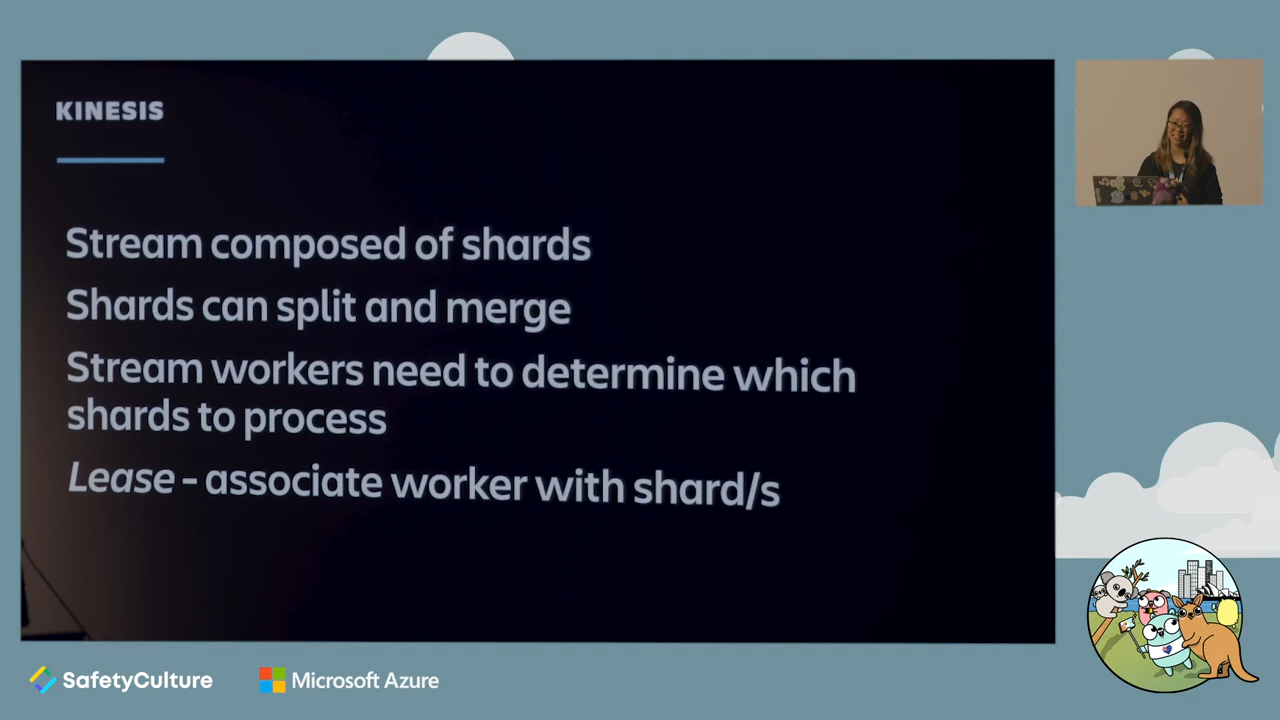 KINESIS
Stream composed of shards
Shards can split and merge
Stream workers need to determine which
shards to process
Lease - associate worker with shard/s
SafetyCulture
Microsoft Azure